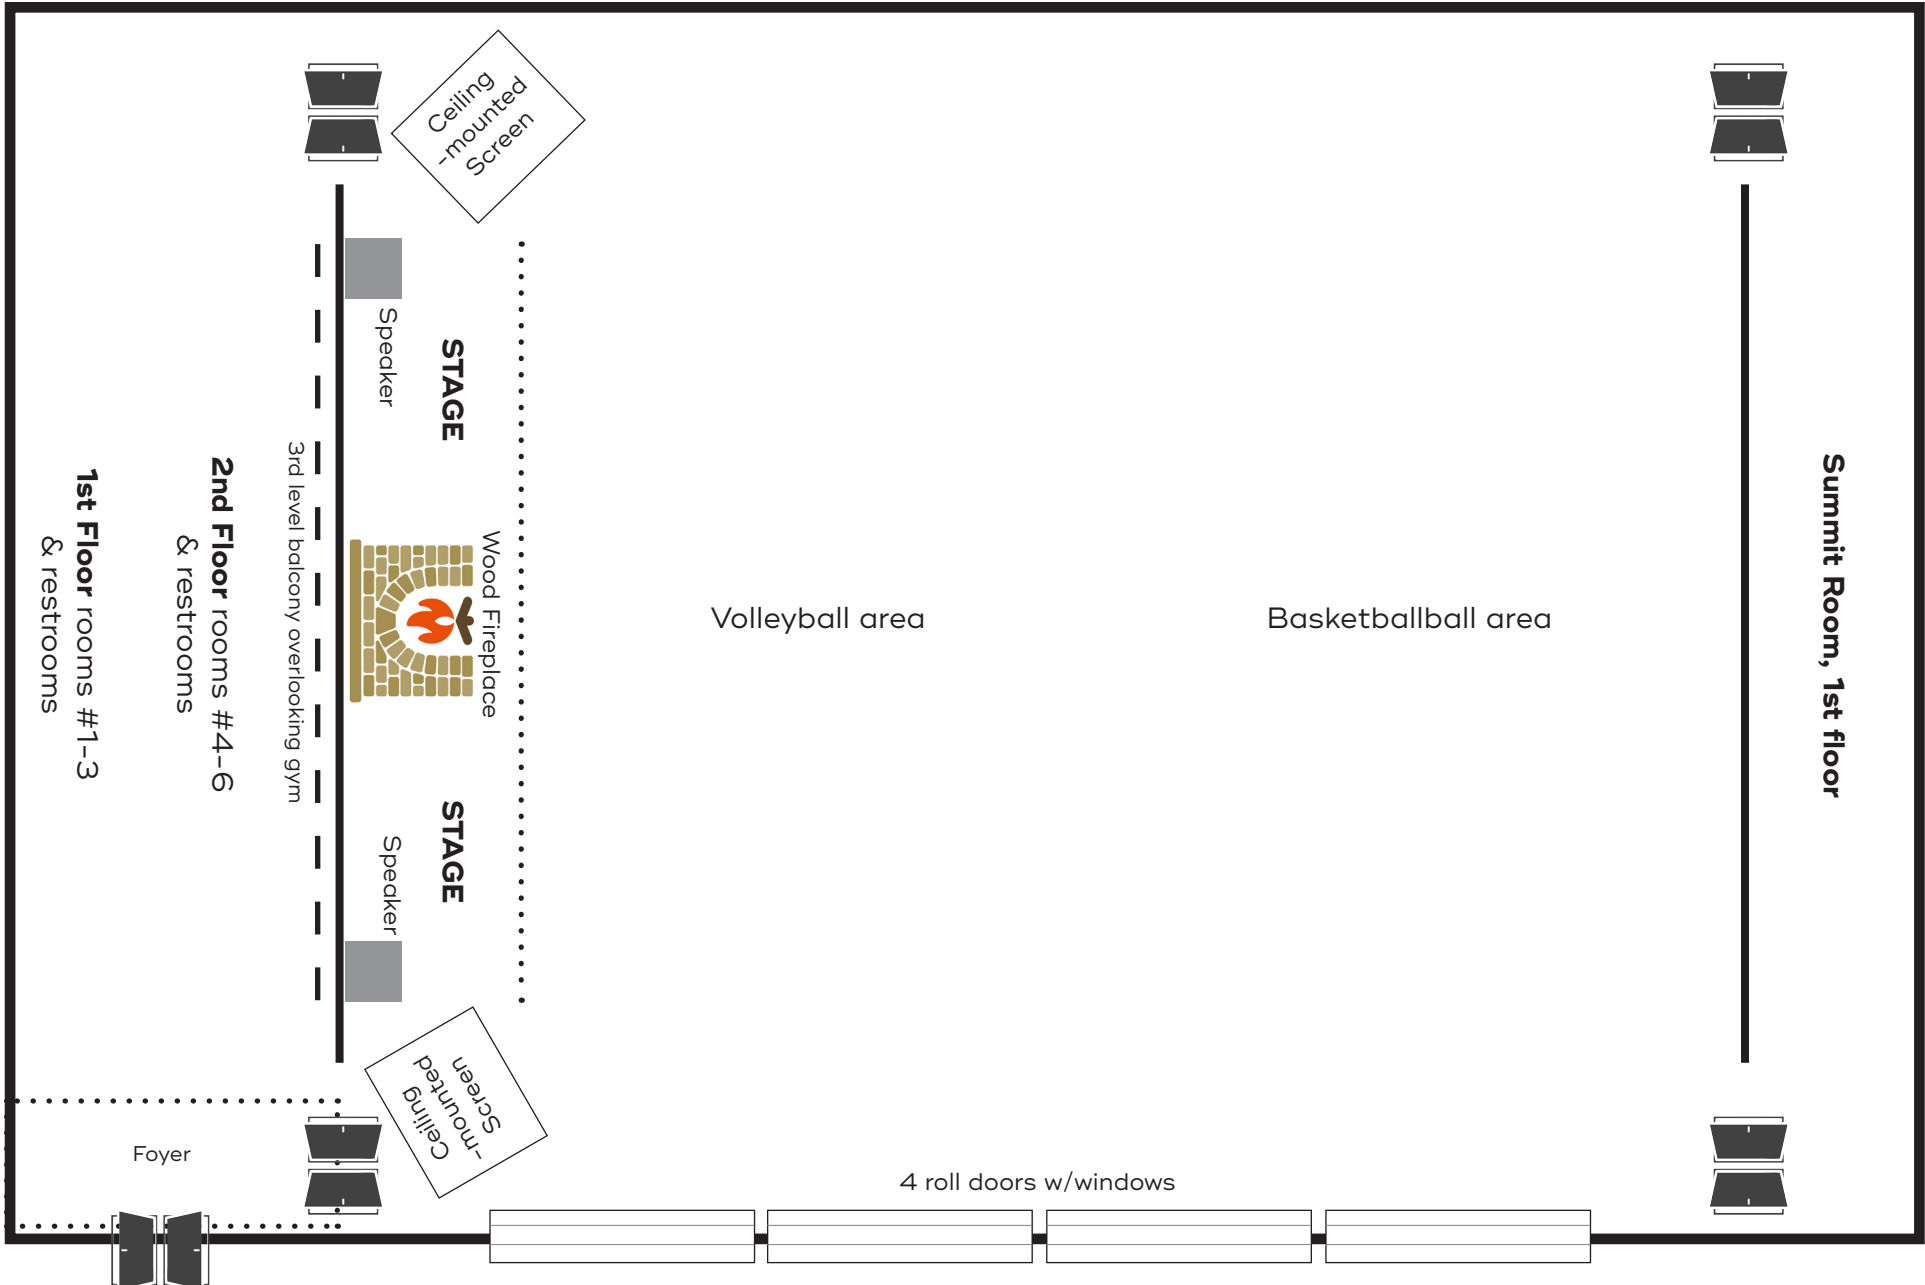 Ceiling
-mounted
Screen
Speaker
STAGE
3rd level balcony overlooking gym
2nd Floor rooms #4-6
& restrooms
1st Floor rooms #1-3
& restrooms
Wood Fireplace
Volleyball area
Basketballball area
Summit Room, 1st floor
STAGE
Speaker
Ceiling
-mounted
Screen
Foyer
4 roll doors w/windows